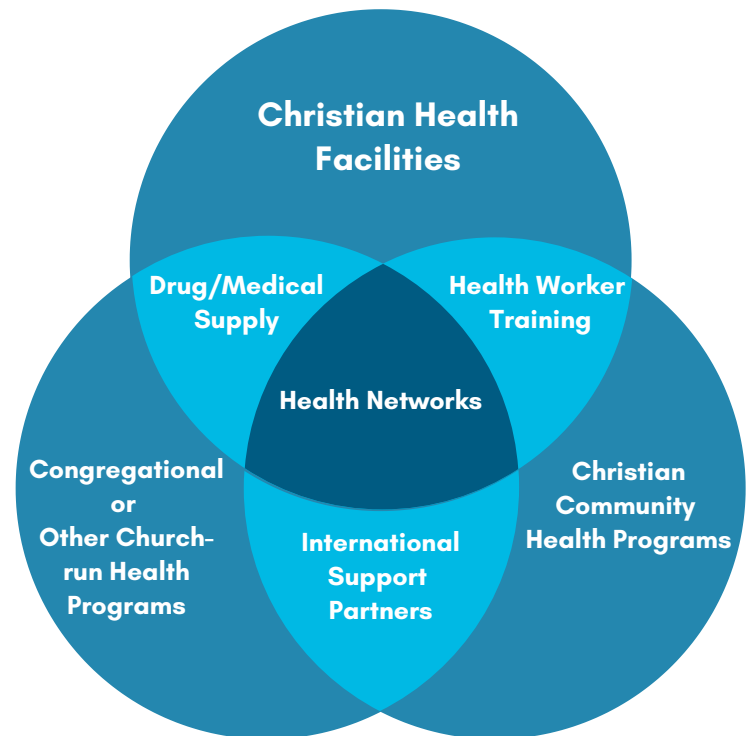 Christian Health
Facilities
Drug/Medical
Supply
Health Worker
Training
Health Networks
Congregational
or
Other Church-
run Health
Programs
Christian
Community
Health Programs
International
Support
Partners